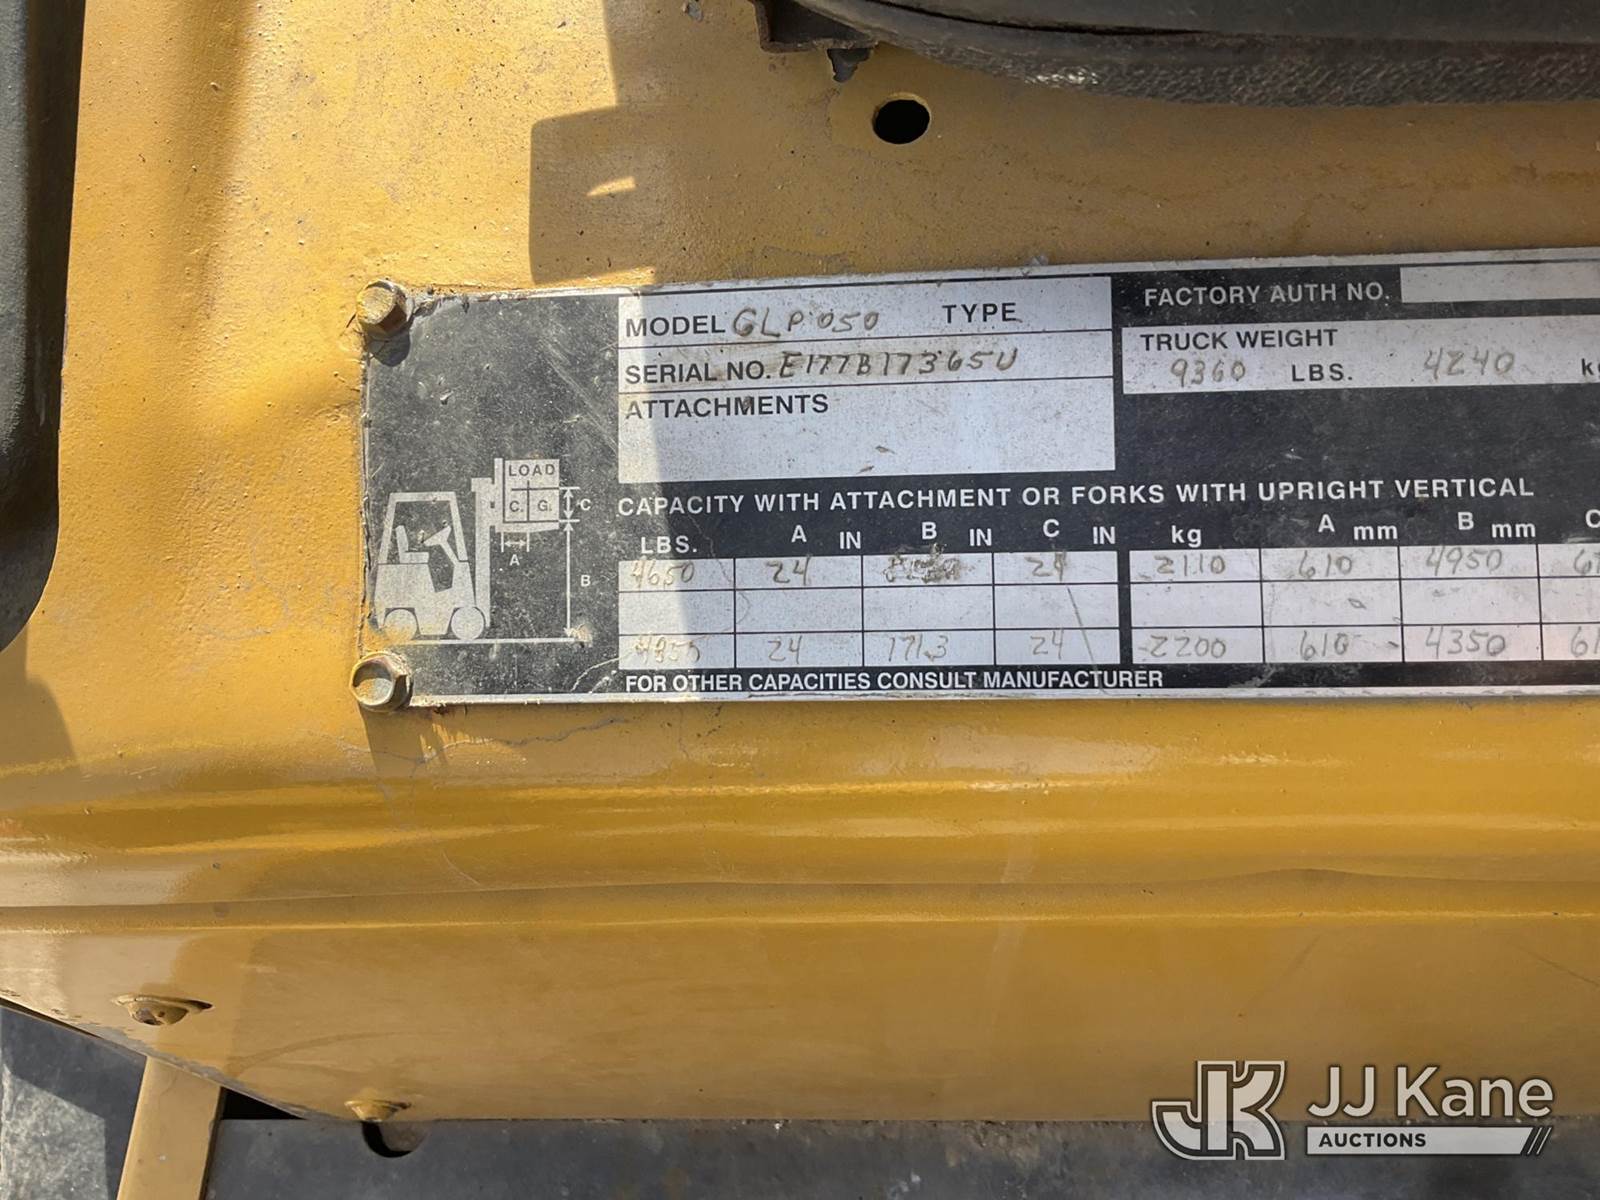 MODEL GLP050 TYPE
SERIAL NO. E177B17365U
ATTACHMENTS
FACTORY AUTH NO.
TRUCK WEIGHT
9360 LBS. 4240
LOAD
C. G.
C
A
B
CAPACITY WITH ATTACHMENT OR FORKS WITH UPRIGHT VERTICAL
LBS. A IN B IN C IN kg A mm B mm C
4650 24 24 2110 610 4950
24 171.3 24 2200 610 4350
FOR OTHER CAPACITIES CONSULT MANUFACTURER
JJ Kane
AUCTIONS